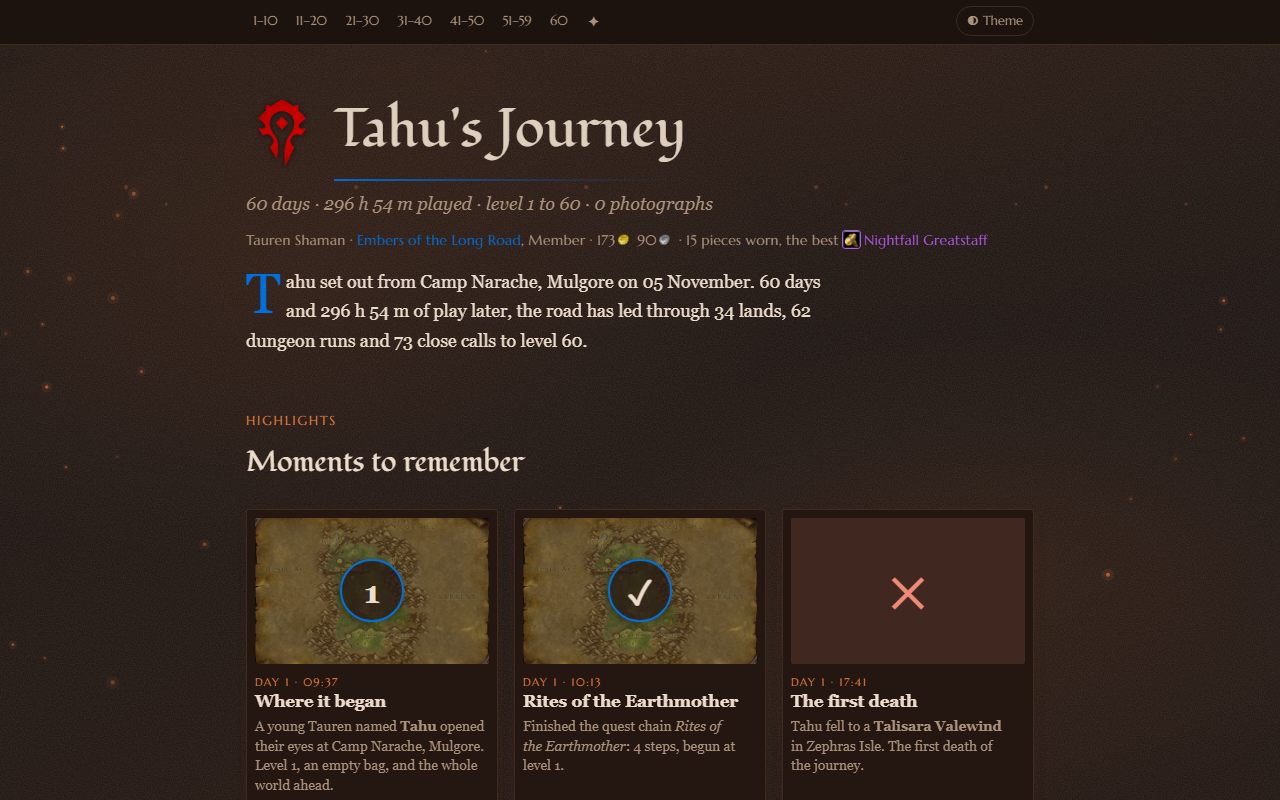 1–10 11–20 21–30 31–40 41–50 51–59 60 ✦ Theme
Tahu's Journey
60 days · 296 h 54 m played · level 1 to 60 · 0 photographs
Tauren Shaman · Embers of the Long Road, Member · 173 90 · 15 pieces worn, the best Nightfall Greatstaff
Tahu set out from Camp Narache, Mulgore on 05 November. 60 days
and 296 h 54 m of play later, the road has led through 34 lands, 62
dungeon runs and 73 close calls to level 60.
HIGHLIGHTS
Moments to remember
1
DAY 1 · 09:37
Where it began
A young Tauren named Tahu opened
their eyes at Camp Narache, Mulgore.
Level 1, an empty bag, and the whole
world ahead.
✓
DAY 1 · 10:13
Rites of the Earthmother
Finished the quest chain Rites of
the Earthmother: 4 steps, begun at
level 1.
DAY 1 · 17:41
The first death
Tahu fell to a Talisara Valewind
in Zephras Isle. The first death of
the journey.